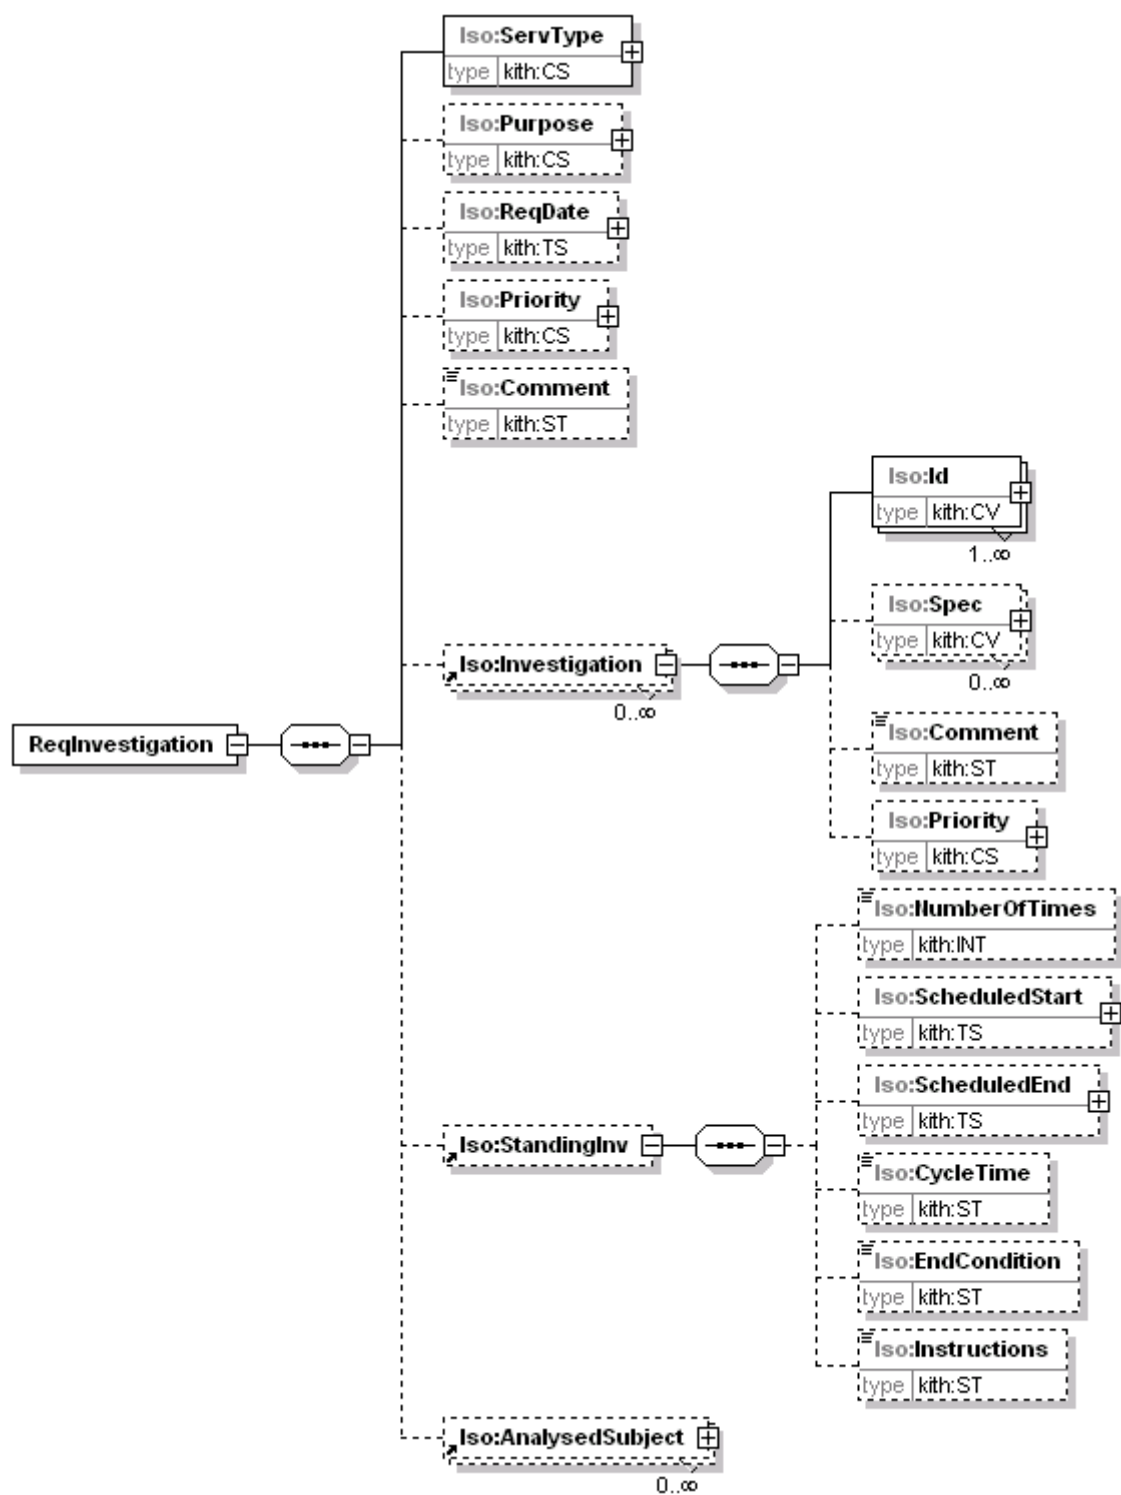 Iso:ServType
type kith:CS
Iso:Purpose
type kith:CS
Iso:ReqDate
type kith:TS
Iso:Priority
type kith:CS
Iso:Comment
type kith:ST
Iso:Id
type kith:CV
1..∞
Iso:Spec
type kith:CV
0..∞
Iso:Investigation
0..∞
Iso:Comment
type kith:ST
ReqInvestigation
Iso:Priority
type kith:CS
Iso:NumberOfTimes
type kith:INT
Iso:ScheduledStart
type kith:TS
Iso:ScheduledEnd
type kith:TS
Iso:StandingInv
Iso:CycleTime
type kith:ST
Iso:EndCondition
type kith:ST
Iso:Instructions
type kith:ST
Iso:AnalysedSubject
0..∞